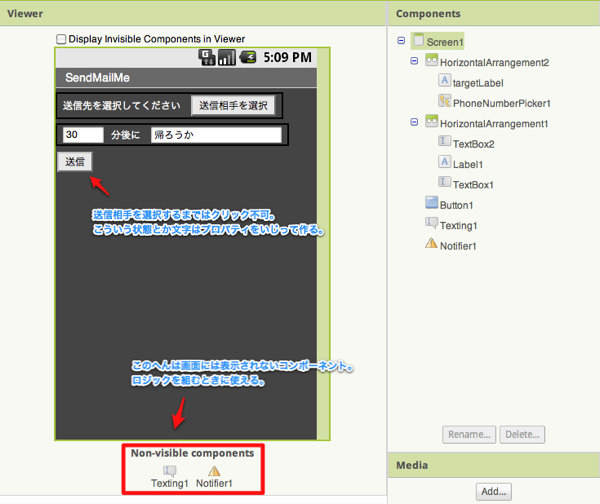 Viewer
Display Invisible Components in Viewer
5:09 PM
SendMailMe
送信先を選択してください 送信相手を選択
30 分後に 帰ろうか
送信
送信相手を選択するまではクリック不可。
こういう状態とか文字はプロパティをいじって作る。
このへんは画面には表示されないコンポーネント。
ロジックを組むときに使える。
Non-visible components
Texting1 Notifier1
Components
Screen1
HorizontalArrangement2
A targetLabel
PhoneNumberPicker1
HorizontalArrangement1
TextBox2
A Label1
TextBox1
Button1
Texting1
Notifier1
Rename... Delete...
Media
Add...